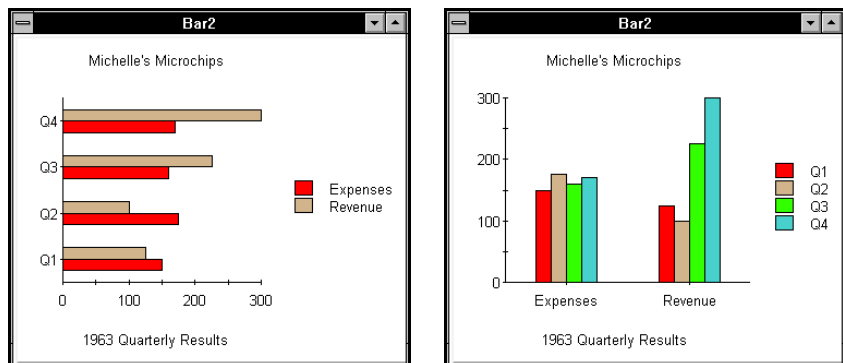 Bar2
Michelle's Microchips
Q4
Q3
Q2
Q1
0 100 200 300
Expenses
Revenue
1963 Quarterly Results
Bar2
Michelle's Microchips
300
200
100
0
Expenses Revenue
Q1
Q2
Q3
Q4
1963 Quarterly Results